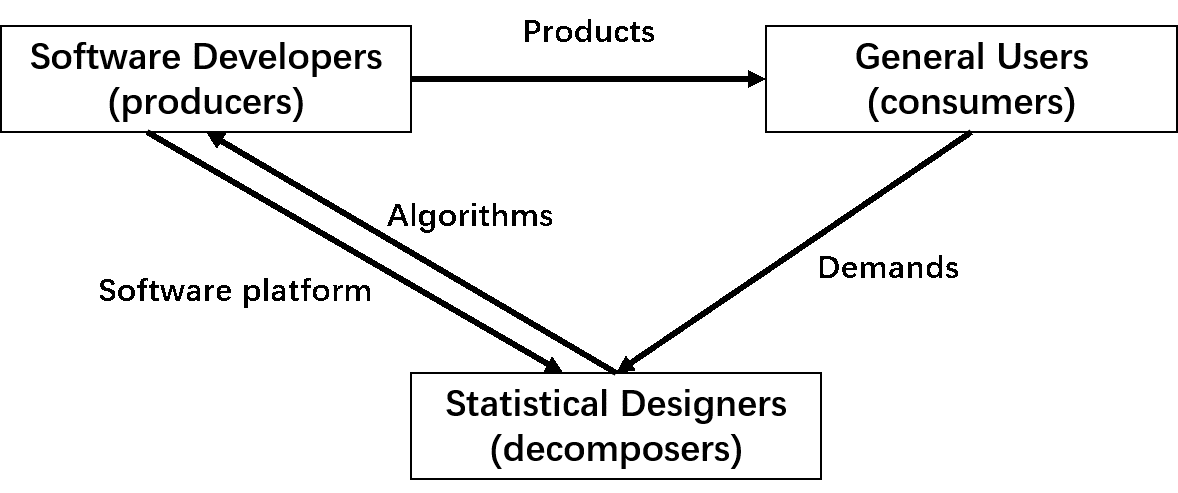 Products
Software Developers
(producers)
General Users
(consumers)
Algorithms
Demands
Software platform
Statistical Designers
(decomposers)